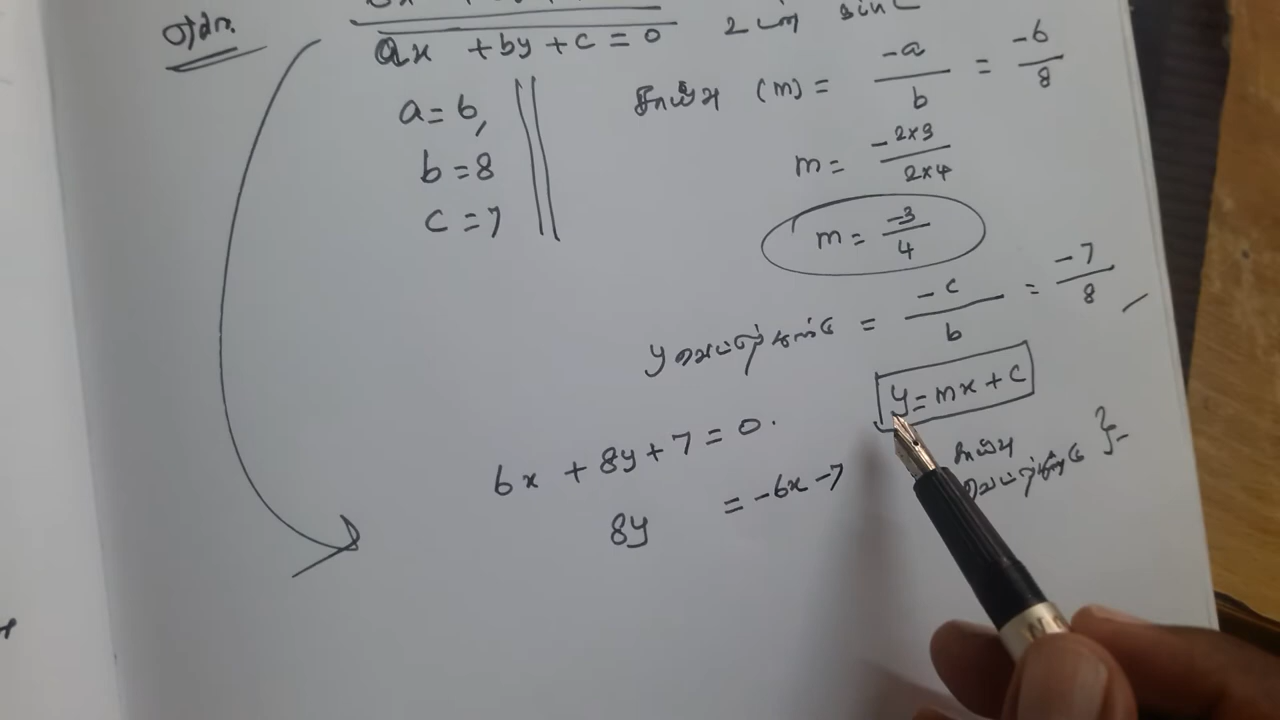 ax + by + c = 0
a = 6,
b = 8
c = 7
சாய்வு (m) = -a/b = -6/8
m = -2×3/2×4
m = -3/4
y வெட்டுத்துண்டு = -c/b = -7/8
y = mx + c
6x + 8y + 7 = 0.
சாய்வு
8y = -6x - 7